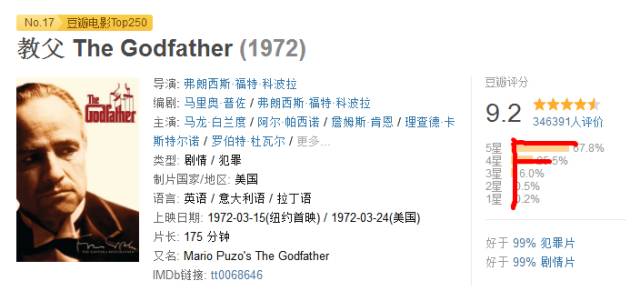 No.17 豆瓣电影Top250
教父 The Godfather (1972)
The Godfather
导演: 弗朗西斯·福特·科波拉
编剧: 马里奥·普佐 / 弗朗西斯·福特·科波拉
主演: 马龙·白兰度 / 阿尔·帕西诺 / 詹姆斯·肯恩 / 理查德·卡
斯特尔诺 / 罗伯特·杜瓦尔 / 更多...
类型: 剧情 / 犯罪
制片国家/地区: 美国
语言: 英语 / 意大利语 / 拉丁语
上映日期: 1972-03-15(纽约首映) / 1972-03-24(美国)
片长: 175 分钟
又名: Mario Puzo's The Godfather
IMDb链接: tt0068646
豆瓣评分
9.2
346391人评价
5星 67.8%
4星 .5%
3星 6.0%
2星 0.5%
1星 0.2%
好于 99% 犯罪片
好于 99% 剧情片